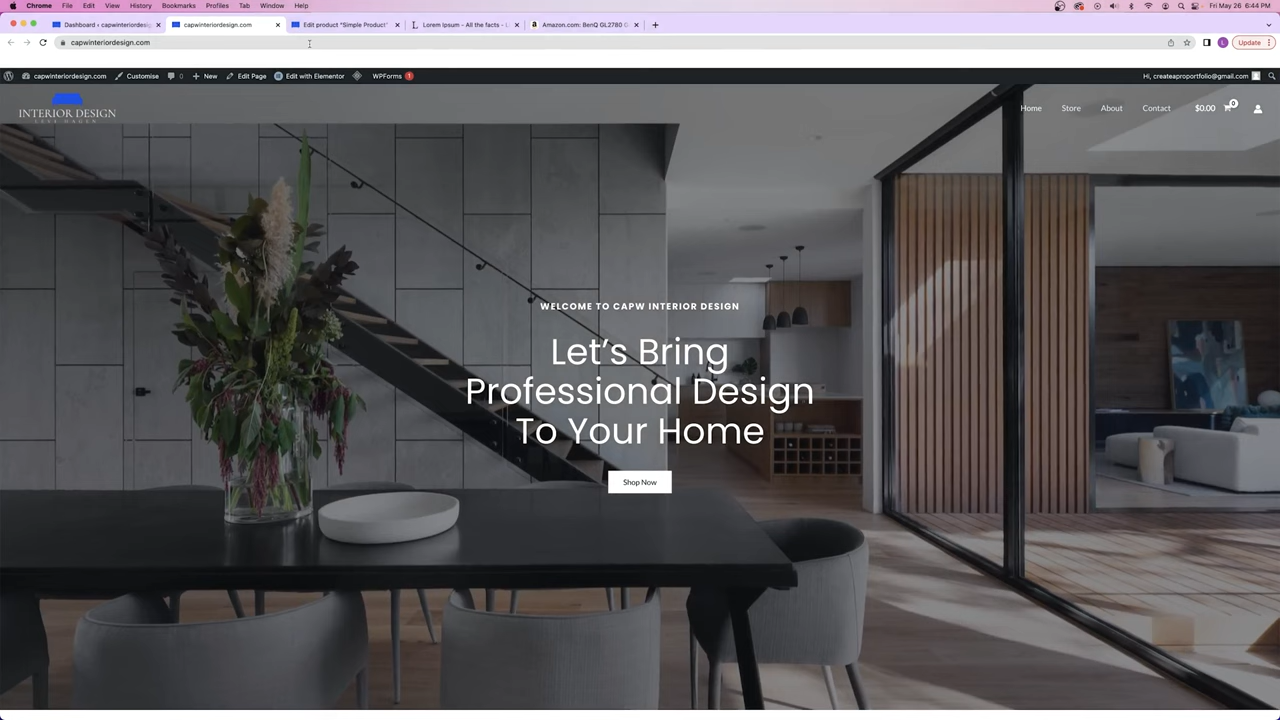 Chrome File Edit View History Bookmarks Profiles Tab Window Help Fri May 26 6:44 PM
Dashboard ‹ capwinteriordesig capwinteriordesign.com Edit product "Simple Product" Lorem Ipsum - All the facts - L Amazon.com: BenQ GL2780
capwinteriordesign.com L Update
capwinteriordesign.com Customise 0 New Edit Page Edit with Elementor WPForms 1 Hi, createaproportfolio@gmail.com
INTERIOR DESIGN
Home Store About Contact $0.00 0
WELCOME TO CAPW INTERIOR DESIGN
Let's Bring
Professional Design
To Your Home
Shop Now